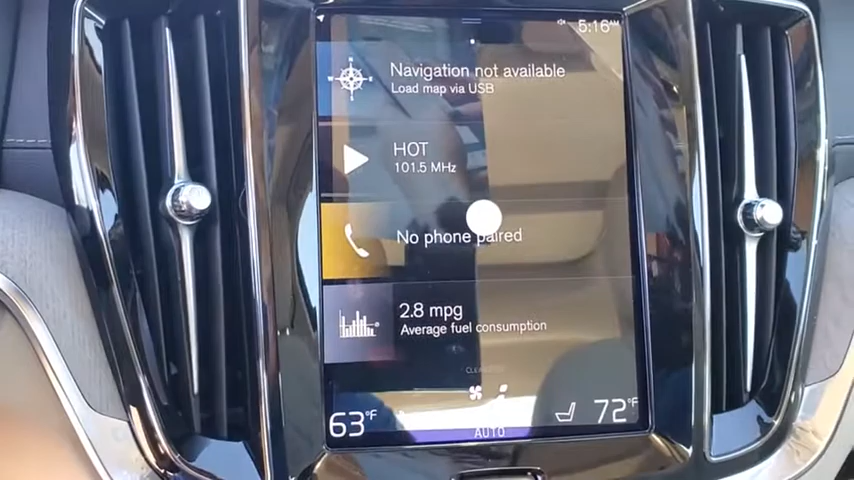 5:16 AM
Navigation not available
Load map via USB
HOT
101.5 MHz
No phone paired
2.8 mpg
Average fuel consumption
63°F
AUTO
72°F